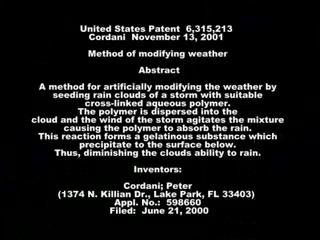 United States Patent 6,315,213
Cordani November 13, 2001
Method of modifying weather
Abstract
A method for artificially modifying the weather by
seeding rain clouds of a storm with suitable
cross-linked aqueous polymer.
The polymer is dispersed into the
cloud and the wind of the storm agitates the mixture
causing the polymer to absorb the rain.
This reaction forms a gelatinous substance which
precipitate to the surface below.
Thus, diminishing the clouds ability to rain.
Inventors:
Cordani; Peter
(1374 N. Killian Dr., Lake Park, FL 33403)
Appl. No.: 598660
Filed: June 21, 2000